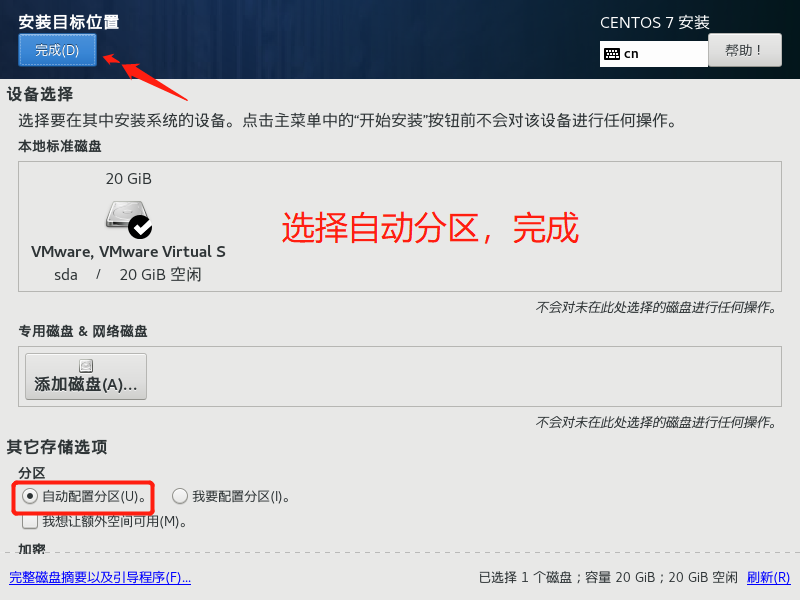 安装目标位置
CENTOS 7 安装
完成(D)
cn
帮助！
设备选择
选择要在其中安装系统的设备。点击主菜单中的“开始安装”按钮前不会对该设备进行任何操作。
本地标准磁盘
20 GiB
选择自动分区，完成
VMware, VMware Virtual S
sda / 20 GiB 空闲
不会对未在此处选择的磁盘进行任何操作。
专用磁盘 & 网络磁盘
添加磁盘(A)...
不会对未在此处选择的磁盘进行任何操作。
其它存储选项
分区
自动配置分区(U)。 我要配置分区(I)。
我想让额外空间可用(M)。
加密
完整磁盘摘要以及引导程序(F)...
已选择 1 个磁盘；容量 20 GiB；20 GiB 空闲 刷新(R)